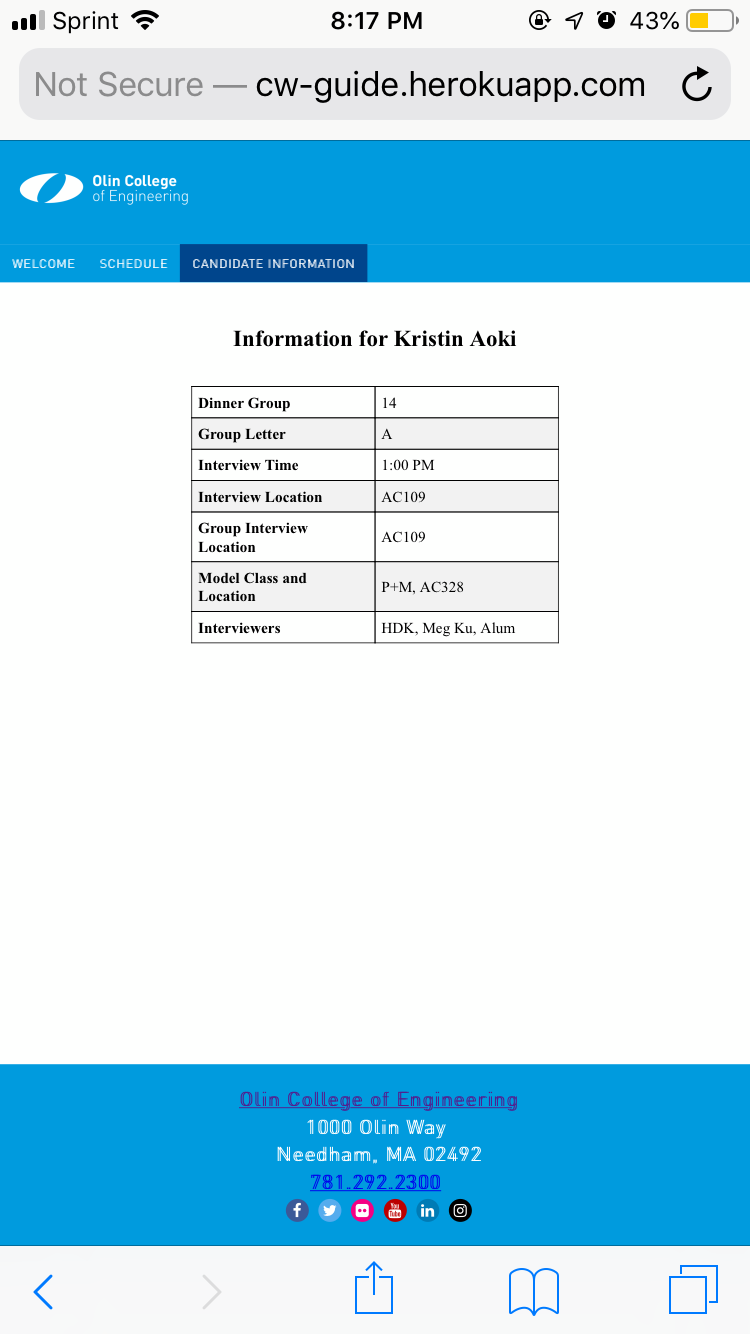 Sprint 8:17 PM 43%
Not Secure — cw-guide.herokuapp.com
Olin College
of Engineering
WELCOME SCHEDULE CANDIDATE INFORMATION
Information for Kristin Aoki
Dinner Group 14
Group Letter A
Interview Time 1:00 PM
Interview Location AC109
Group Interview
Location AC109
Model Class and
Location P+M, AC328
Interviewers HDK, Meg Ku, Alum
Olin College of Engineering
1000 Olin Way
Needham, MA 02492
781.292.2300
f You Tube in